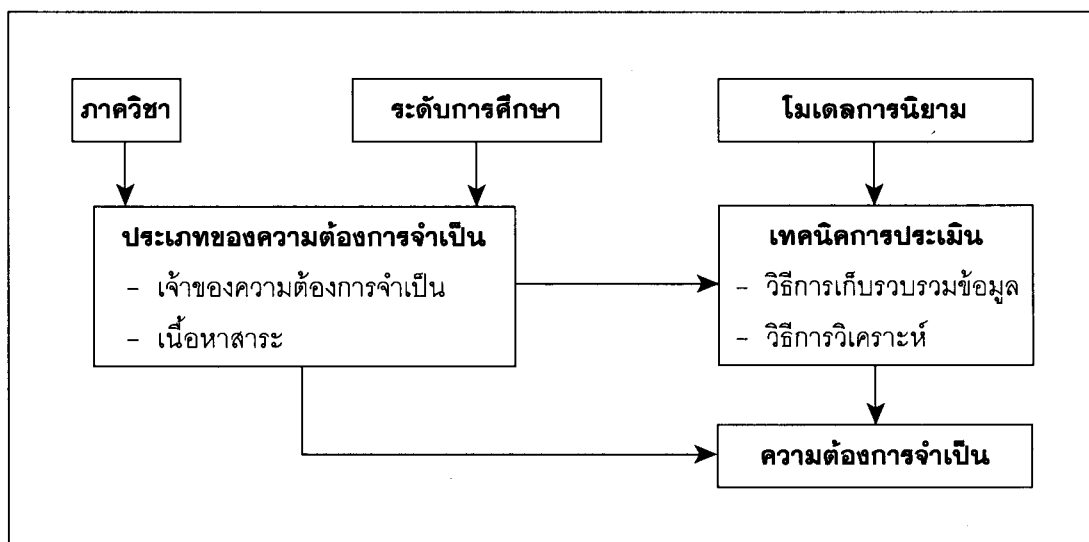 ภาควิชา
ระดับการศึกษา
โมเดลการนิยาม
ประเภทของความต้องการจำเป็น
- เจ้าของความต้องการจำเป็น
- เนื้อหาสาระ
เทคนิคการประเมิน
- วิธีการเก็บรวบรวมข้อมูล
- วิธีการวิเคราะห์
ความต้องการจำเป็น